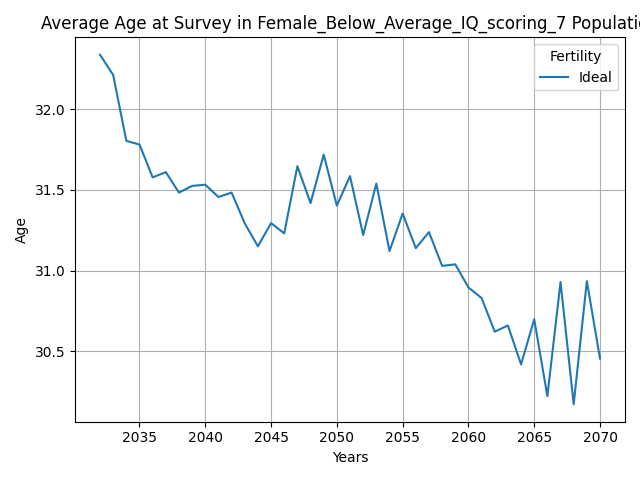 Average Age at Survey in Female_Below_Average_IQ_scoring_7 Populati
Fertility
Ideal
32.0
31.5
31.0
30.5
Age
2035 2040 2045 2050 2055 2060 2065 2070
Years